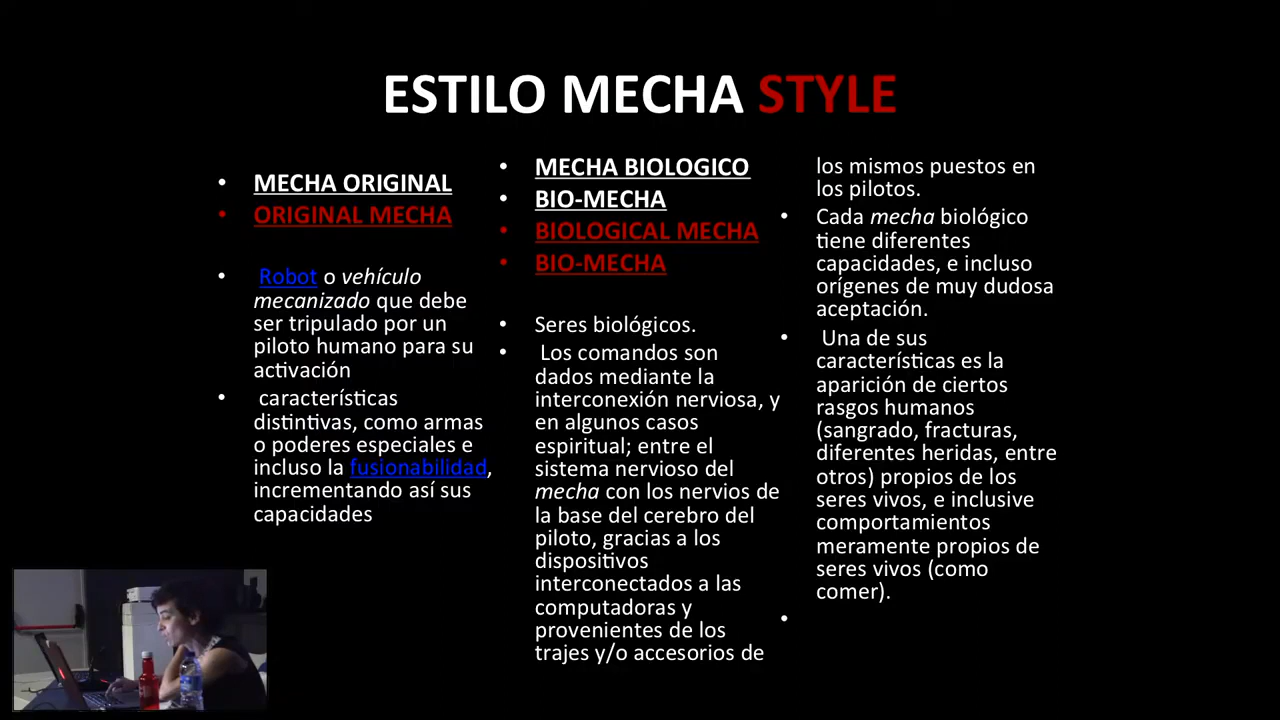 ESTILO MECHA STYLE
MECHA ORIGINAL
ORIGINAL MECHA
Robot o vehículo
mecanizado que debe
ser tripulado por un
piloto humano para su
activación
características
distintivas, como armas
o poderes especiales e
incluso la fusionabilidad,
incrementando así sus
capacidades
MECHA BIOLOGICO
BIO-MECHA
BIOLOGICAL MECHA
BIO-MECHA
Seres biológicos.
Los comandos son
dados mediante la
interconexión nerviosa, y
en algunos casos
espiritual; entre el
sistema nervioso del
mecha con los nervios de
la base del cerebro del
piloto, gracias a los
dispositivos
interconectados a las
computadoras y
provenientes de los
trajes y/o accesorios de
los mismos puestos en
los pilotos.
Cada mecha biológico
tiene diferentes
capacidades, e incluso
orígenes de muy dudosa
aceptación.
Una de sus
características es la
aparición de ciertos
rasgos humanos
(sangrado, fracturas,
diferentes heridas, entre
otros) propios de los
seres vivos, e inclusive
comportamientos
meramente propios de
seres vivos (como
comer).